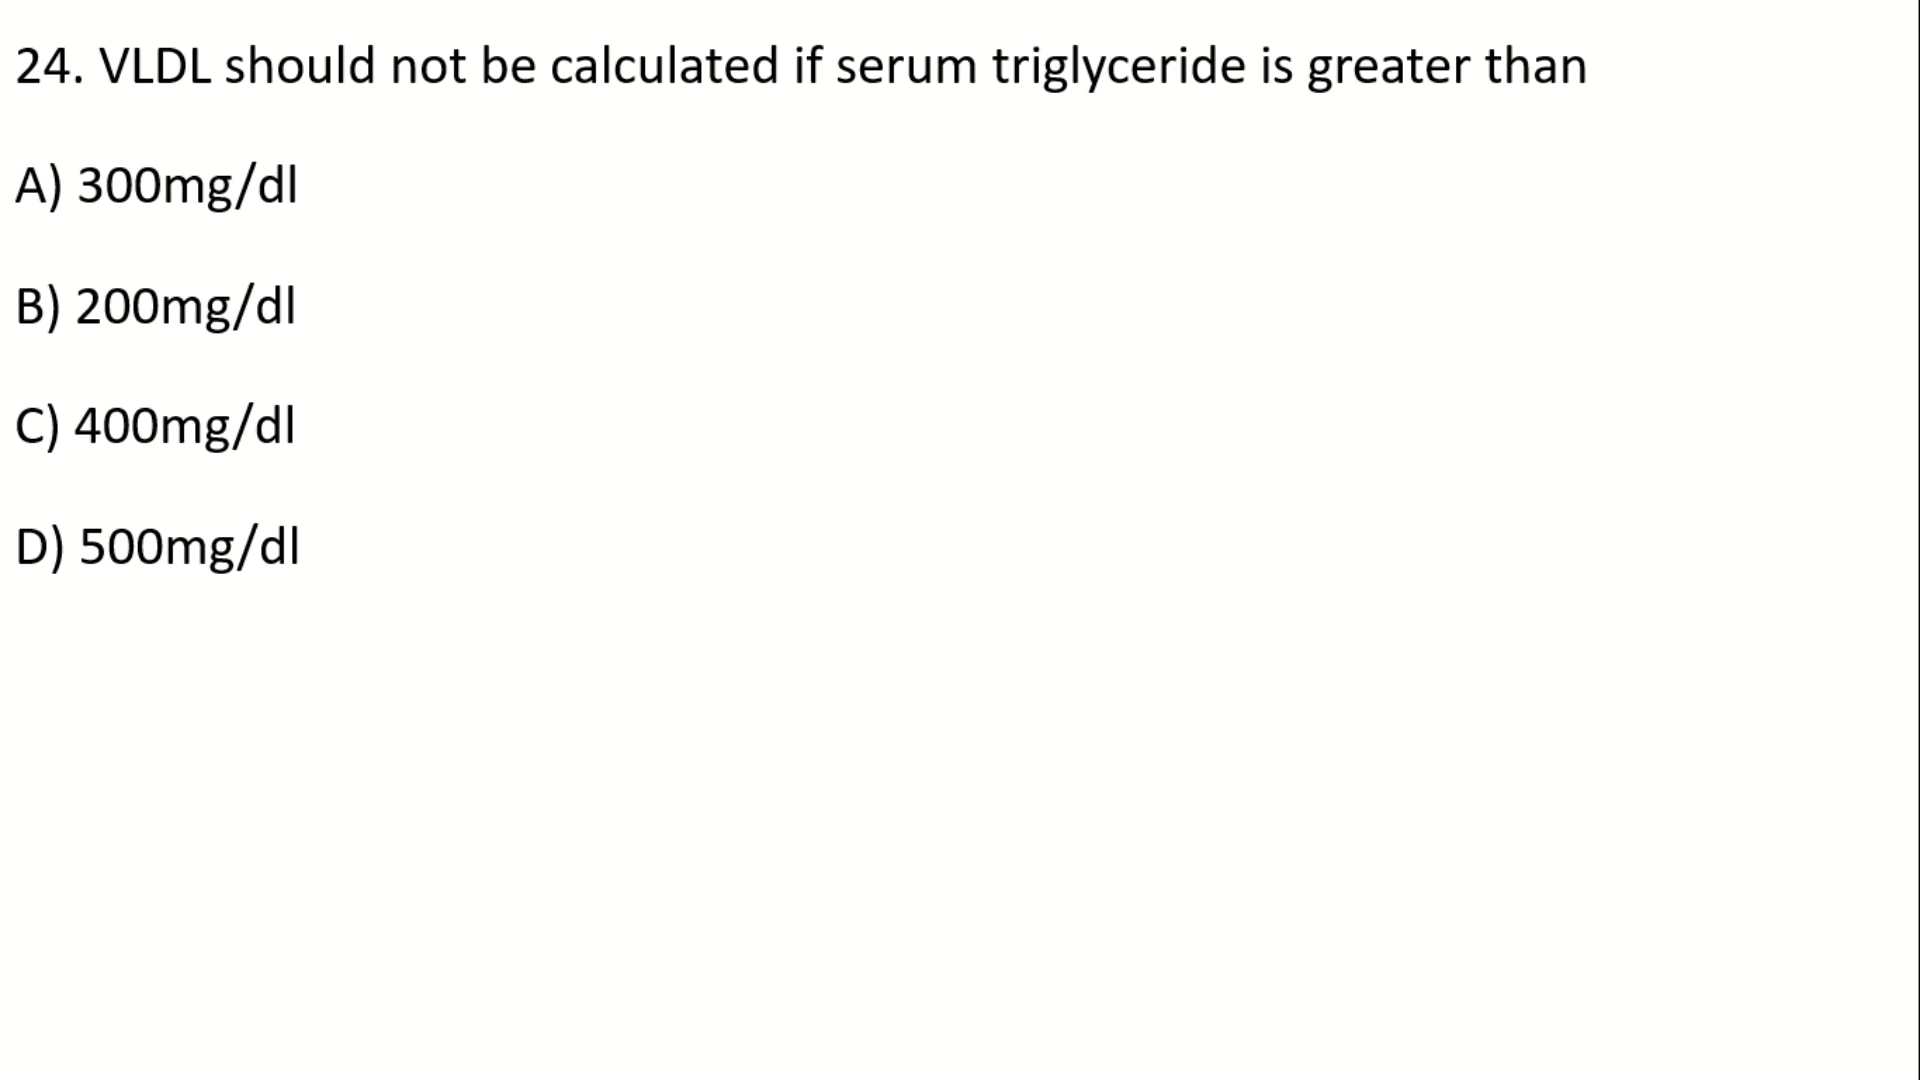 24. VLDL should not be calculated if serum triglyceride is greater than
A) 300mg/dl
B) 200mg/dl
C) 400mg/dl
D) 500mg/dl